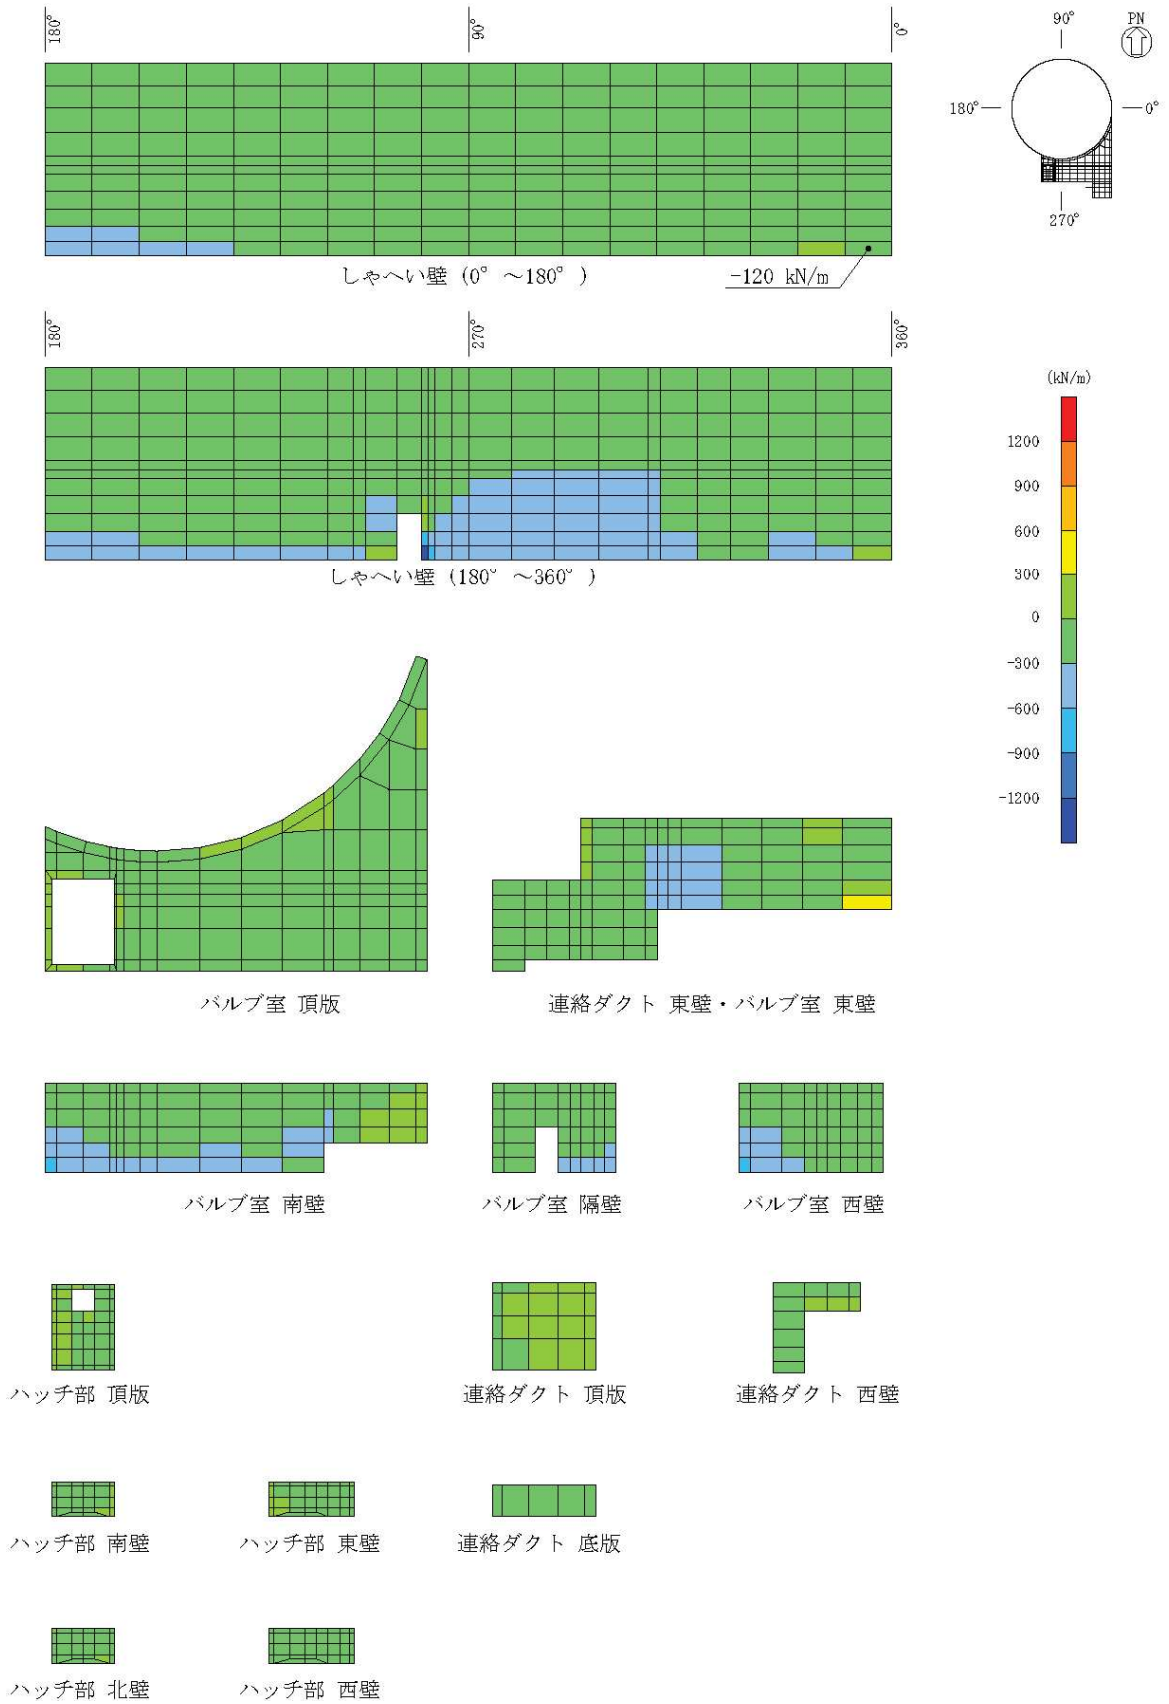 180°
90°
0°
90°
PN
180°
0°
270°
しゃへい壁 (0° ～180° )
-120 kN/m
180°
270°
360°
しゃへい壁 (180° ～360° )
(kN/m)
1200
900
600
300
0
-300
-600
-900
-1200
バルブ室 頂版
連絡ダクト 東壁・バルブ室 東壁
バルブ室 南壁
バルブ室 隔壁
バルブ室 西壁
ハッチ部 頂版
連絡ダクト 頂版
連絡ダクト 西壁
ハッチ部 南壁
ハッチ部 東壁
連絡ダクト 底版
ハッチ部 北壁
ハッチ部 西壁